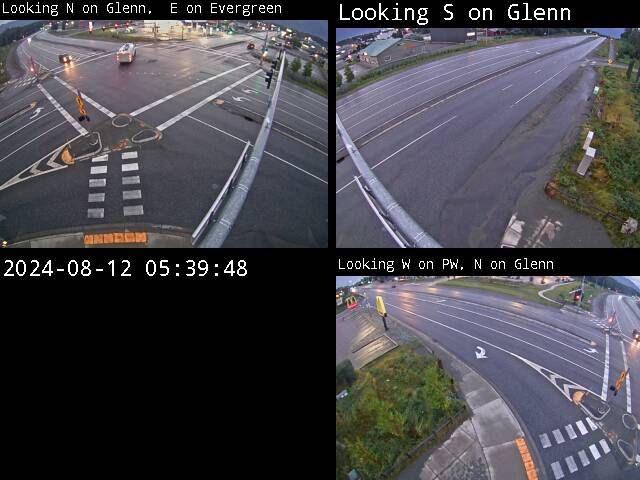 Looking N on Glenn,  E on Evergreen
Looking S on Glenn
2024-08-12 05:39:48
Looking W on PW, N on Glenn